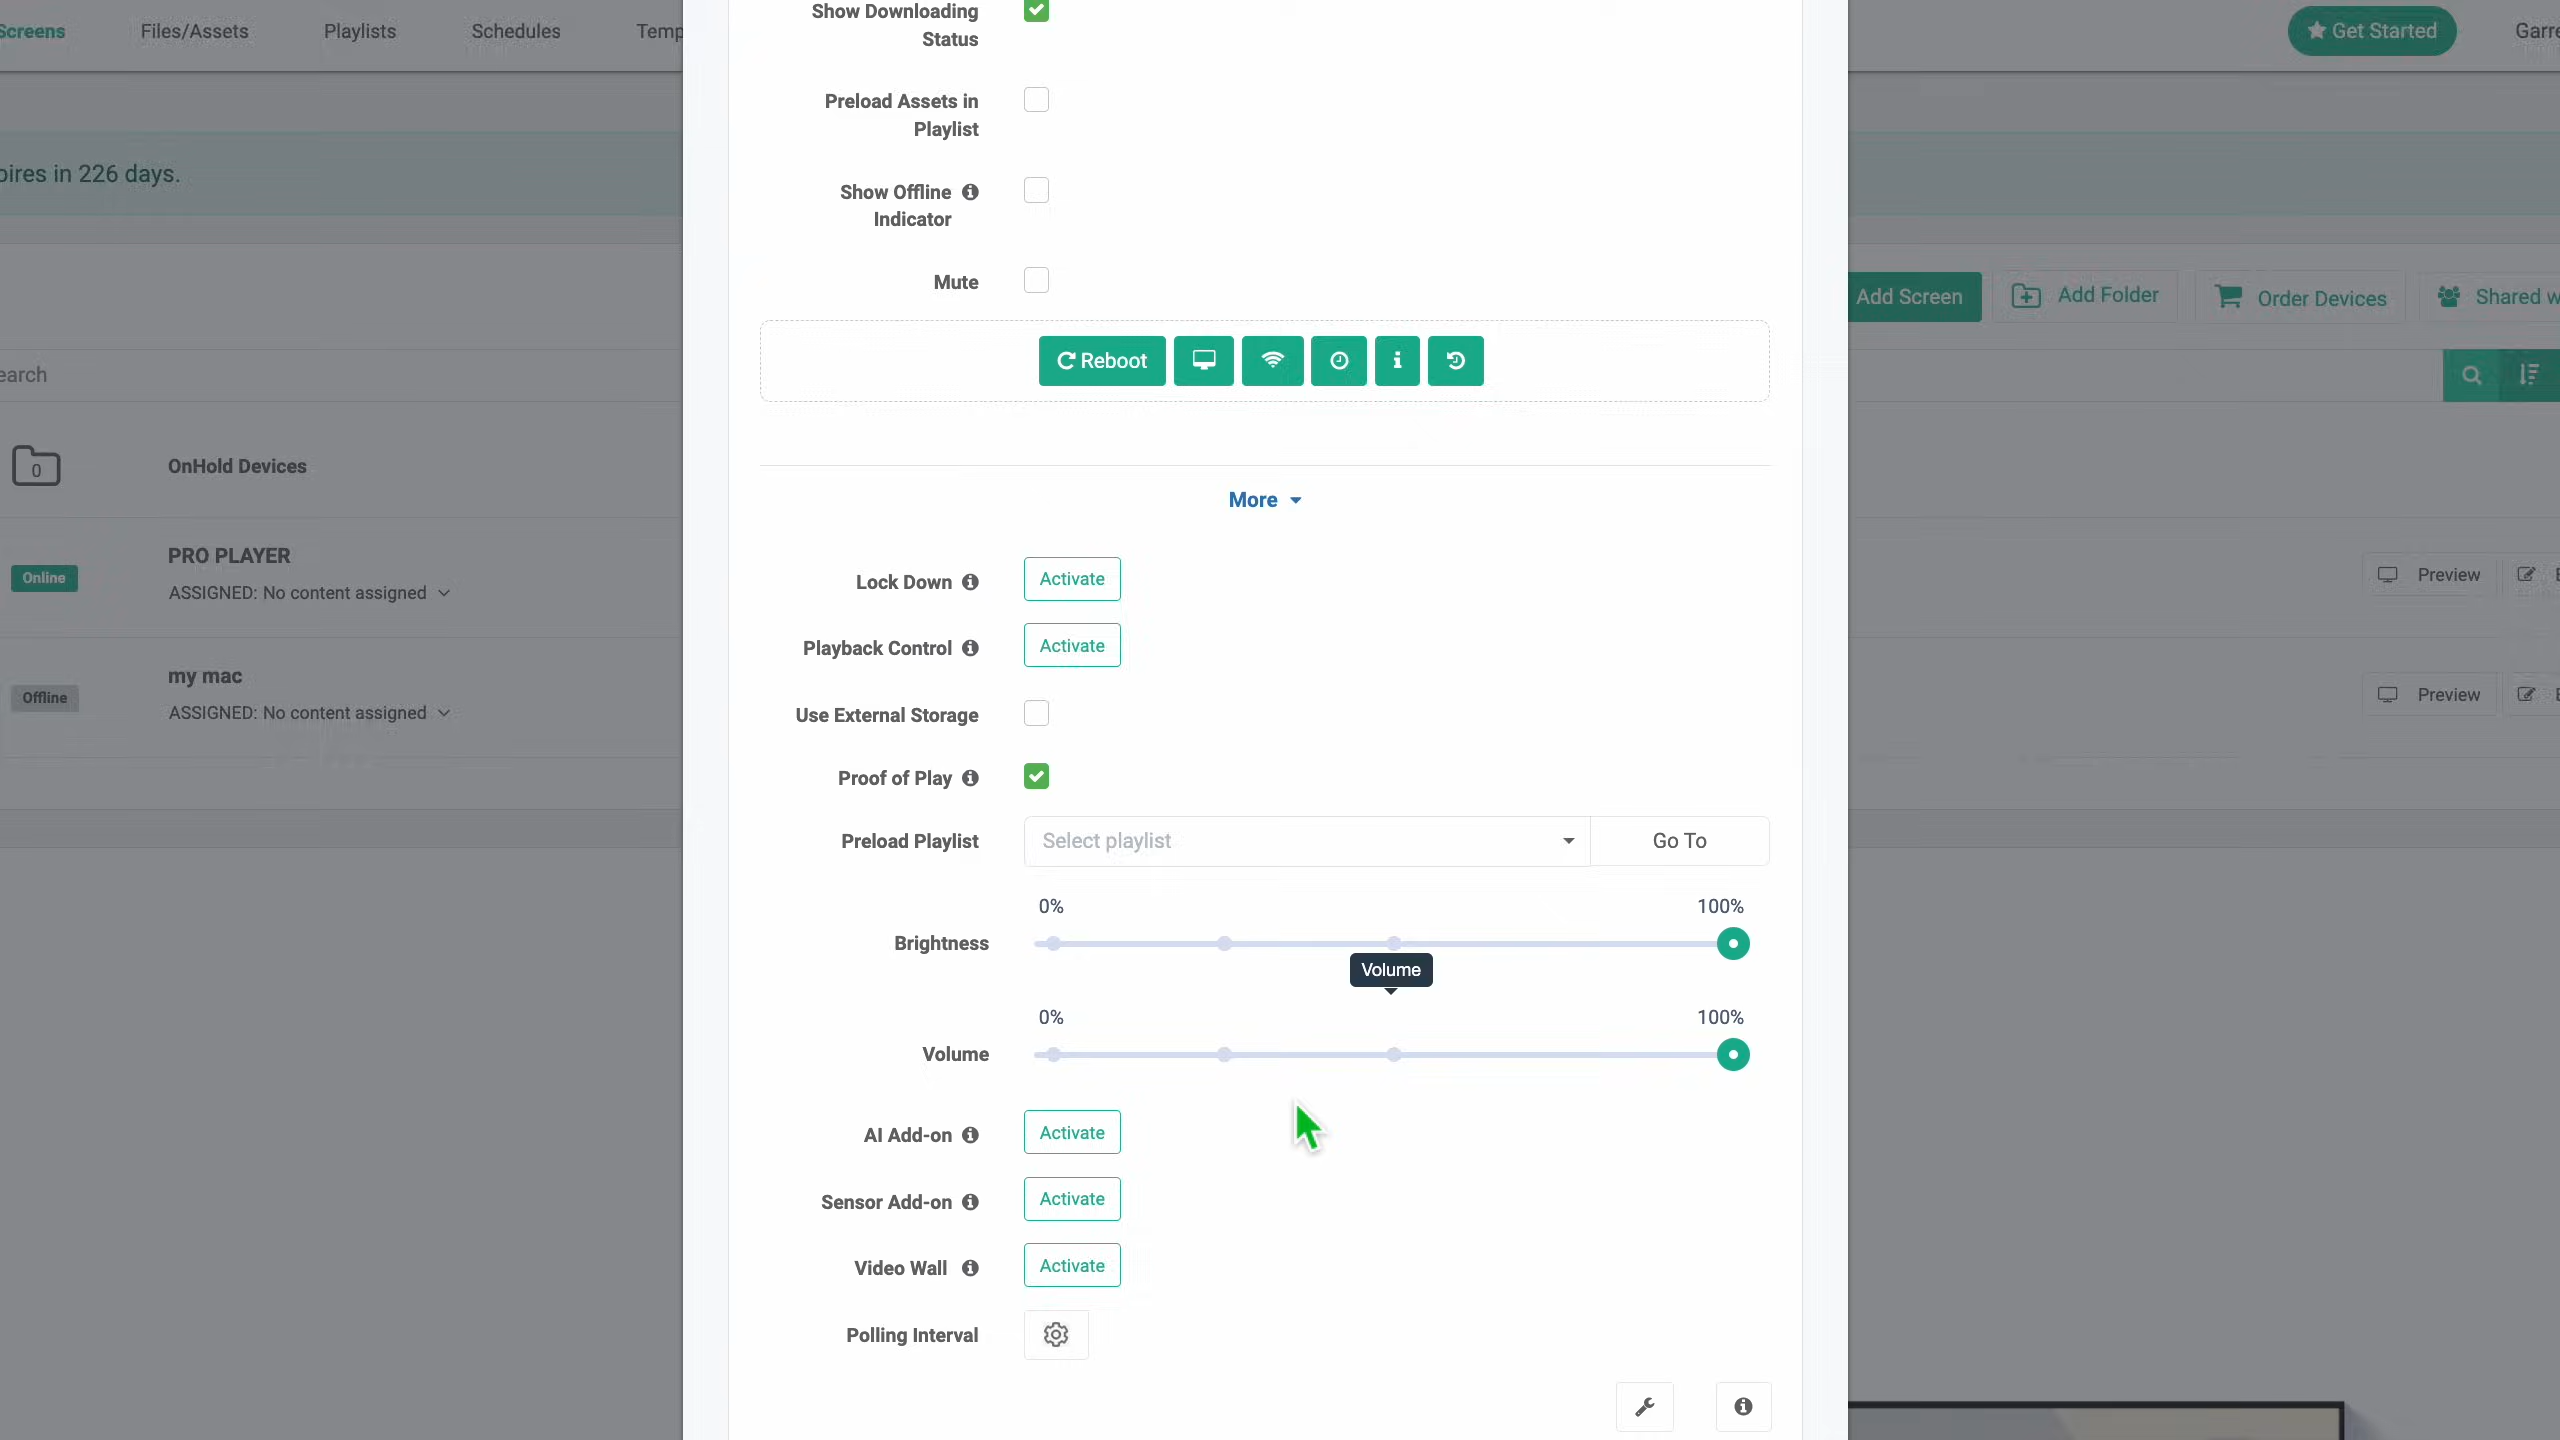 Screens
Files/Assets
Playlists
Schedules
Temp
Get Started
Garre
ires in 226 days.
Add Screen
Add Folder
Order Devices
Shared w
earch
0
OnHold Devices
Online
PRO PLAYER
ASSIGNED: No content assigned
Preview
Offline
my mac
ASSIGNED: No content assigned
Preview
Show Downloading
Status
Preload Assets in
Playlist
Show Offline
Indicator
Mute
Reboot
More
Lock Down
Activate
Playback Control
Activate
Use External Storage
Proof of Play
Preload Playlist
Select playlist
Go To
0%
100%
Brightness
Volume
0%
100%
Volume
AI Add-on
Activate
Sensor Add-on
Activate
Video Wall
Activate
Polling Interval